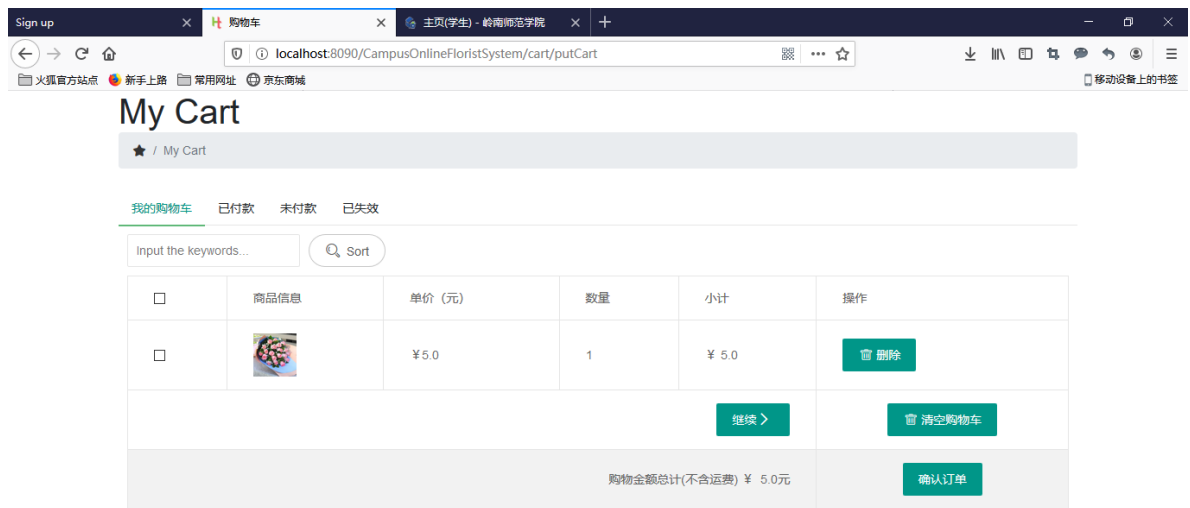 Sign up
购物车
主页(学生) - 岭南师范学院
localhost:8090/CampusOnlineFloristSystem/cart/putCart
火狐官方站点 新手上路 常用网址 京东商城 移动设备上的书签
My Cart
/ My Cart
我的购物车 已付款 未付款 已失效
Input the keywords... Sort
商品信息 单价（元） 数量 小计 操作
¥5.0 1 ¥ 5.0 删除
继续 清空购物车
购物金额总计(不含运费) ¥ 5.0元 确认订单